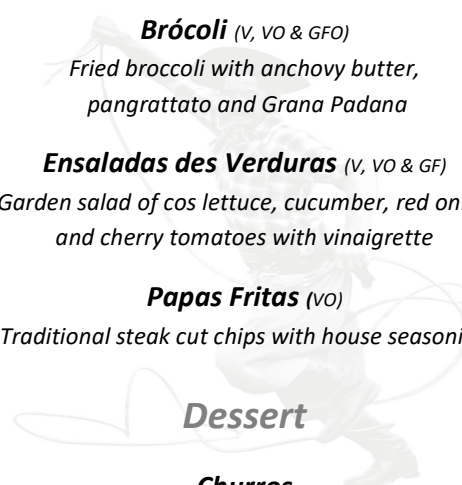 Brócoli (V, VO & GFO)
Fried broccoli with anchovy butter,
pangrattato and Grana Padana
Ensaladas des Verduras (V, VO & GF)
Garden salad of cos lettuce, cucumber, red
and cherry tomatoes with vinaigrette
Papas Fritas (VO)
Traditional steak cut chips with house
Dessert
Churros